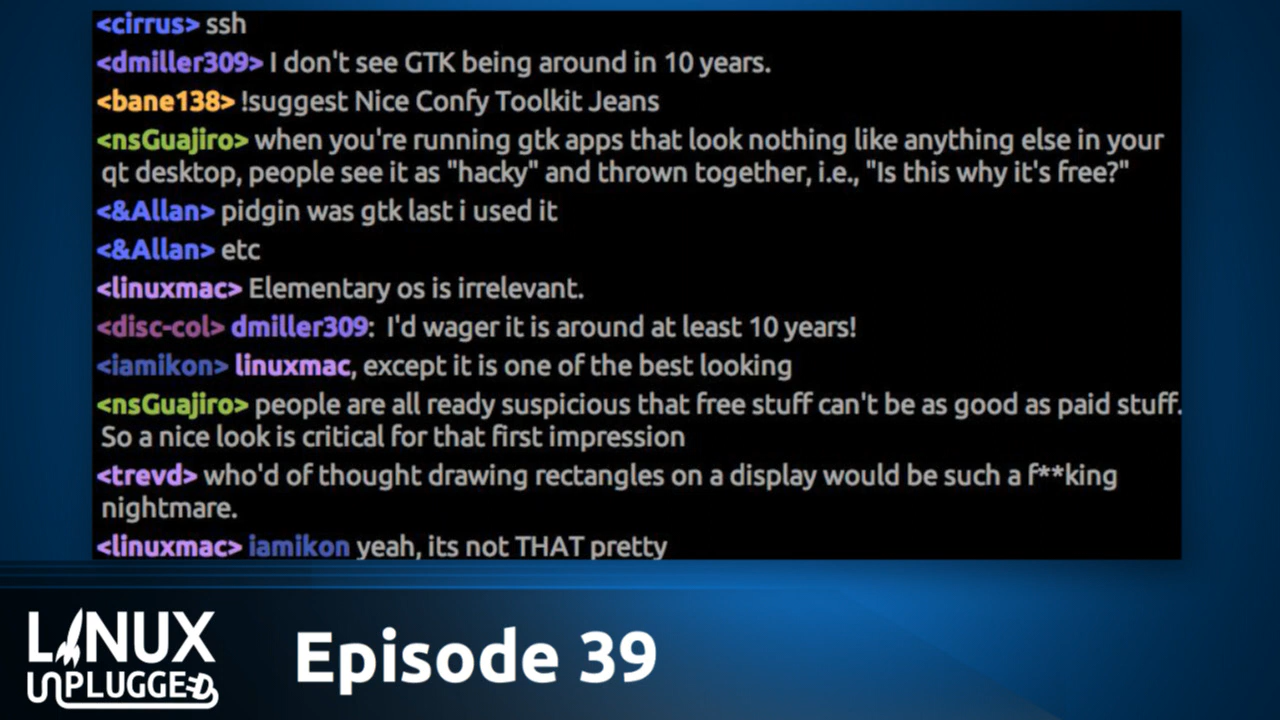 <cirrus> ssh
<dmiller309> I don't see GTK being around in 10 years.
<bane138> !suggest Nice Confy Toolkit Jeans
<nsGuajiro> when you're running gtk apps that look nothing like anything else in your
qt desktop, people see it as "hacky" and thrown together, i.e., "Is this why it's free?"
<&Allan> pidgin was gtk last i used it
<&Allan> etc
<linuxmac> Elementary os is irrelevant.
<disc-col> dmiller309:  I'd wager it is around at least 10 years!
<iamikon> linuxmac, except it is one of the best looking
<nsGuajiro> people are all ready suspicious that free stuff can't be as good as paid stuff.
So a nice look is critical for that first impression
<trevd> who'd of thought drawing rectangles on a display would be such a f**king
nightmare.
<linuxmac> iamikon yeah, its not THAT pretty
LINUX
UNPLUGGED
Episode 39